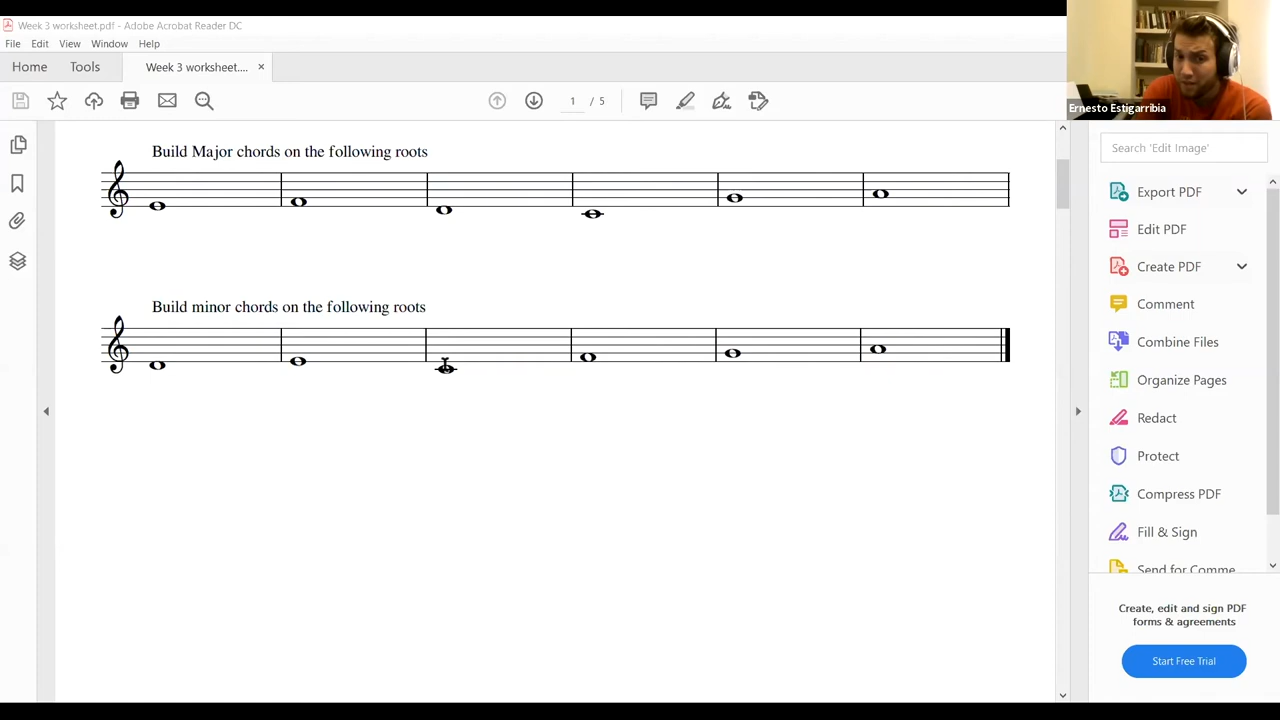 Week 3 worksheet.pdf - Adobe Acrobat Reader DC
File Edit View Window Help
Home Tools Week 3 worksheet.... ×
1 / 5
Ernesto Estigarribia
Build Major chords on the following roots
Build minor chords on the following roots
Search 'Edit Image'
Export PDF
Edit PDF
Create PDF
Comment
Combine Files
Organize Pages
Redact
Protect
Compress PDF
Fill & Sign
Send for Comme
Create, edit and sign PDF
forms & agreements
Start Free Trial